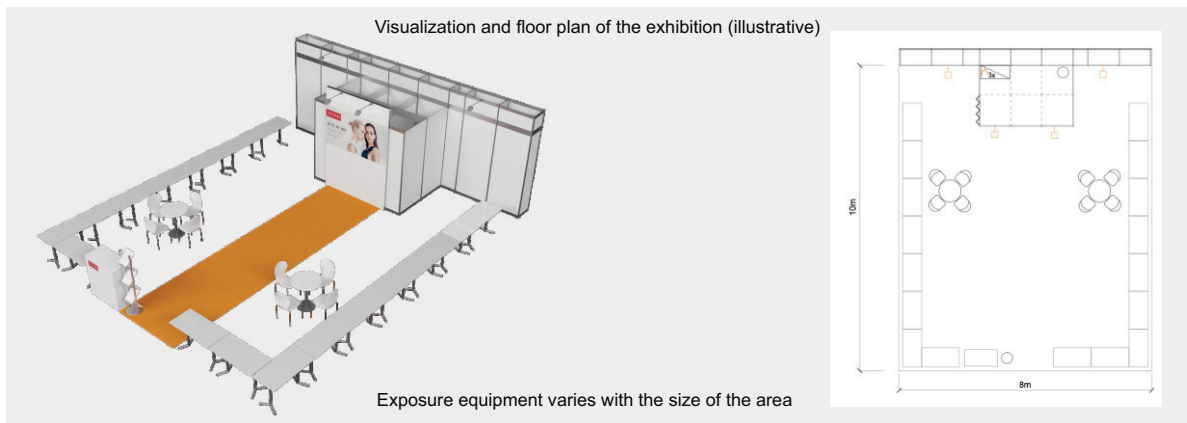 Visualization and floor plan of the exhibition (illustrative)
3x
10m
8m
Exposure equipment varies with the size of the area